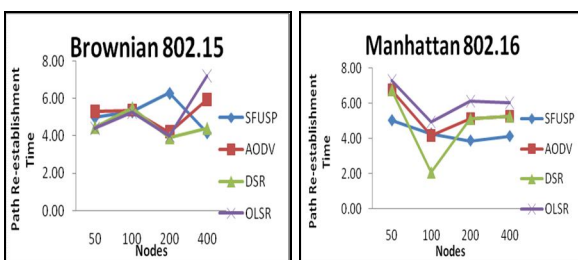 Brownian 802.15
Path Re-establishment
Time
8.00
6.00
4.00
2.00
0.00
50 100 200 400
Nodes
SFUSP
AODV
DSR
OLSR
Manhattan 802.16
Path Re-establishment
Time
8.00
6.00
4.00
2.00
0.00
50 100 200 400
Nodes
SFUSP
AODV
DSR
OLSR